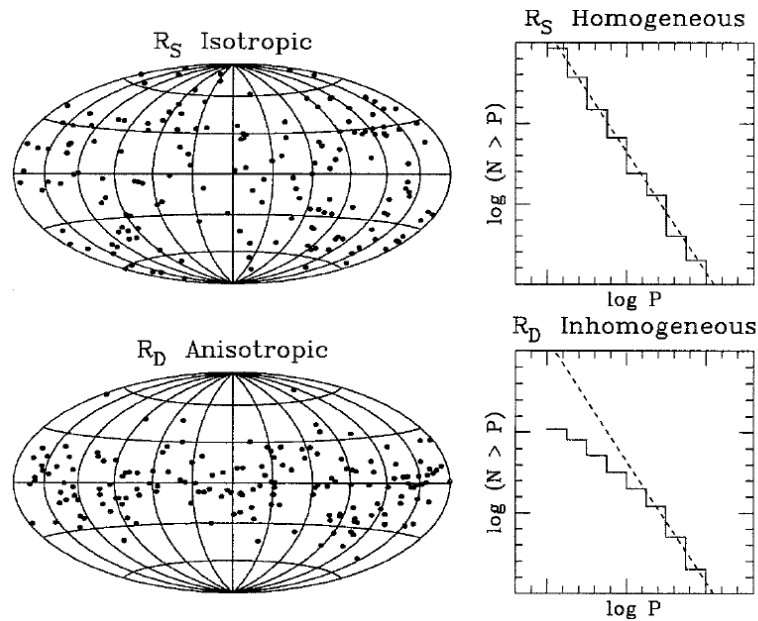 R_S Isotropic
R_S Homogeneous
log (N > P)
log P
R_D Anisotropic
R_D Inhomogeneous
log (N > P)
log P